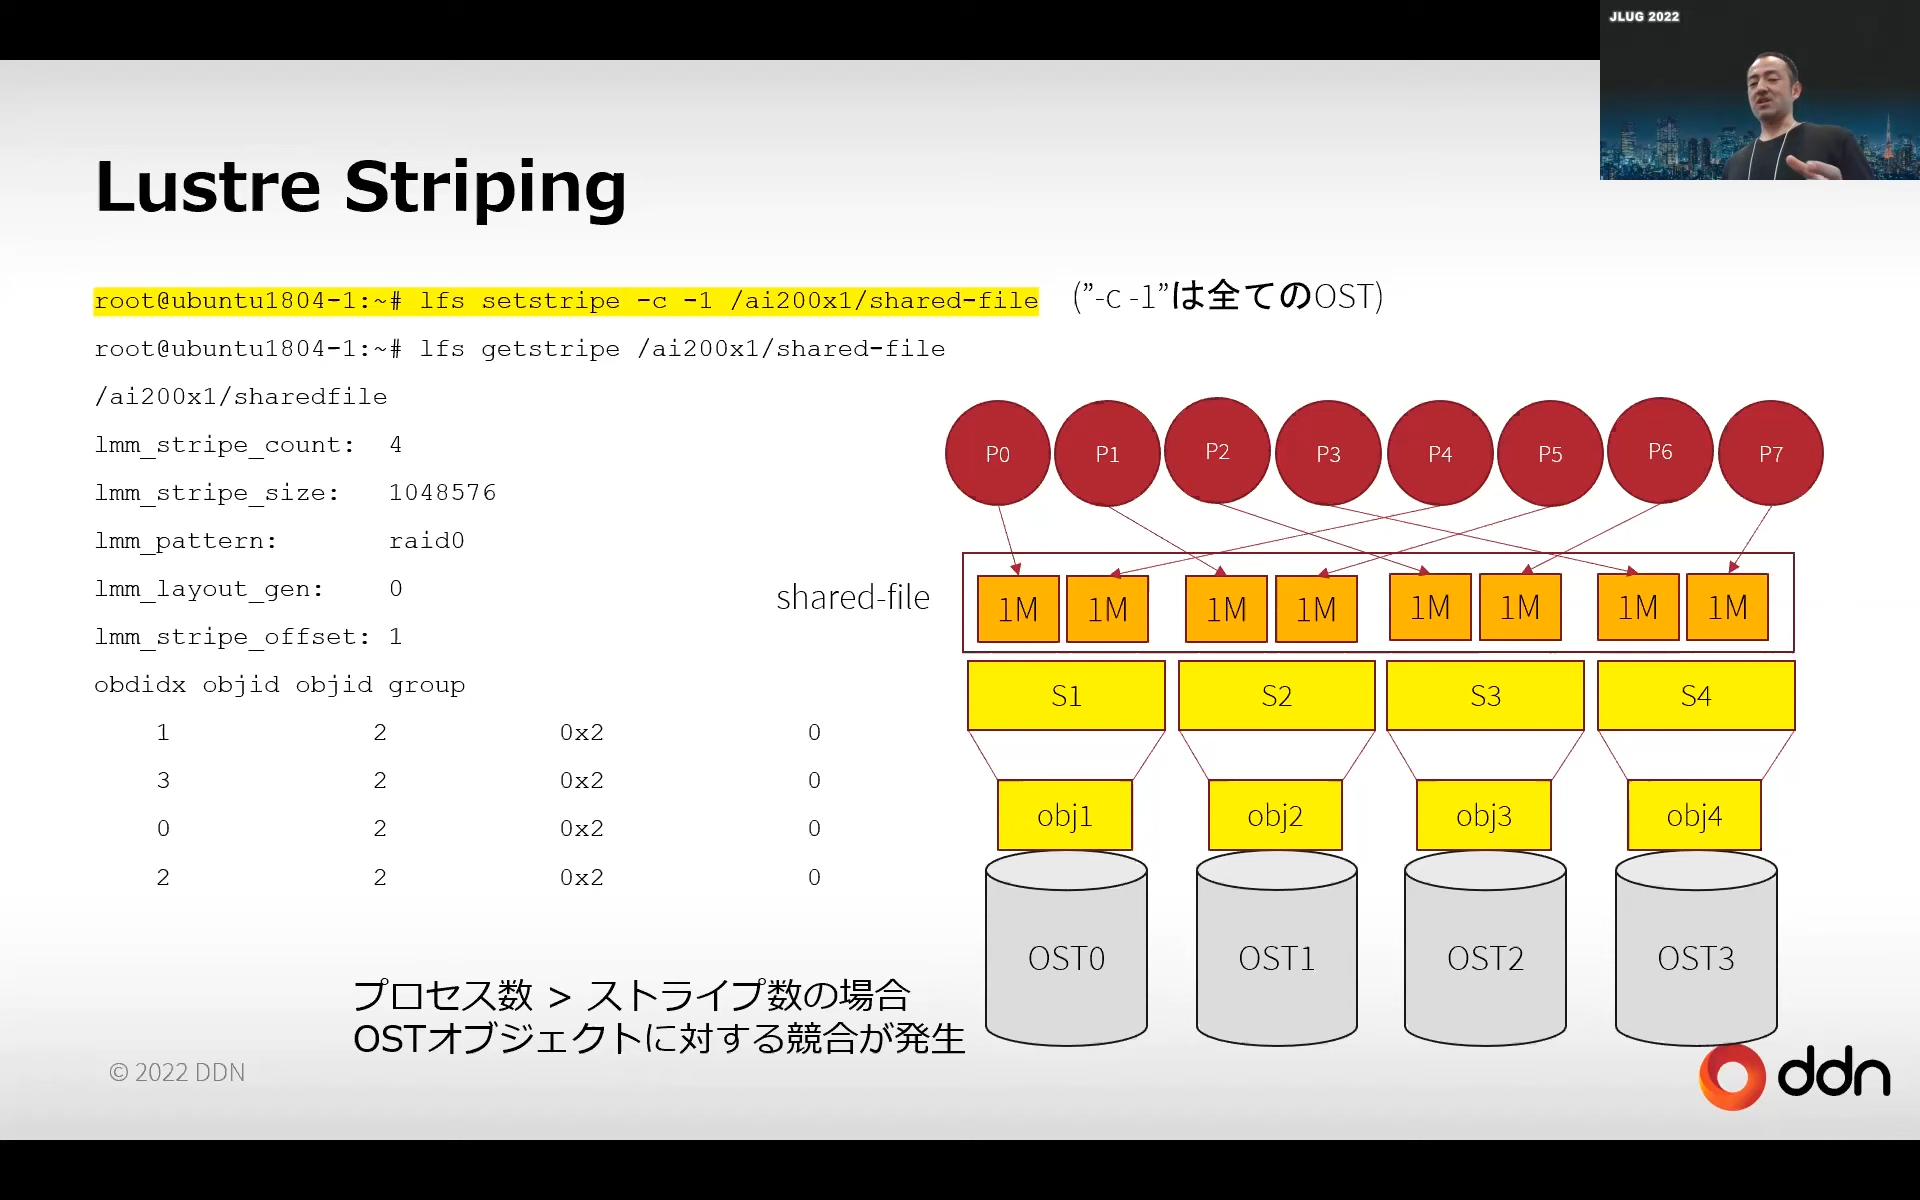 JLUG 2022
Lustre Striping
root@ubuntu1804-1:~# lfs setstripe -c -1 /ai200x1/shared-file (”-c -1”は全てのOST)
root@ubuntu1804-1:~# lfs getstripe /ai200x1/shared-file
/ai200x1/sharedfile
lmm_stripe_count: 4
lmm_stripe_size: 1048576
lmm_pattern: raid0
lmm_layout_gen: 0
lmm_stripe_offset: 1
obdidx objid objid group
1 2 0x2 0
3 2 0x2 0
0 2 0x2 0
2 2 0x2 0
P0 P1 P2 P3 P4 P5 P6 P7
shared-file
1M 1M 1M 1M 1M 1M 1M 1M
S1 S2 S3 S4
obj1 obj2 obj3 obj4
OST0 OST1 OST2 OST3
プロセス数 > ストライプ数の場合
OSTオブジェクトに対する競合が発生
© 2022 DDN
ddn